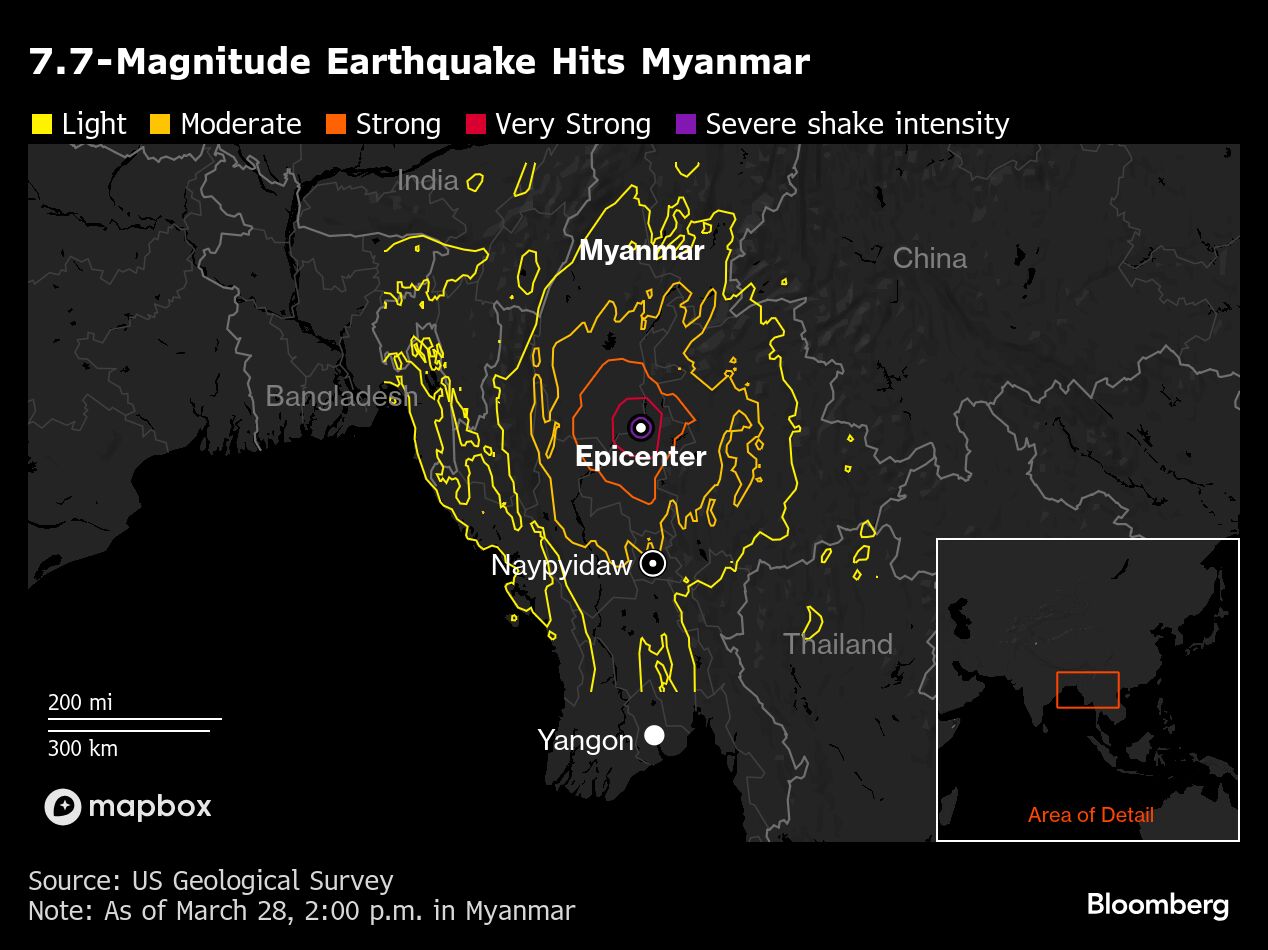 7.7-Magnitude Earthquake Hits Myanmar
Light Moderate Strong Very Strong Severe shake intensity
India
Myanmar
China
Bangladesh
Epicenter
Naypyidaw
Thailand
200 mi
300 km
Yangon
mapbox
Area of Detail
Source: US Geological Survey
Note: As of March 28, 2:00 p.m. in Myanmar
Bloomberg